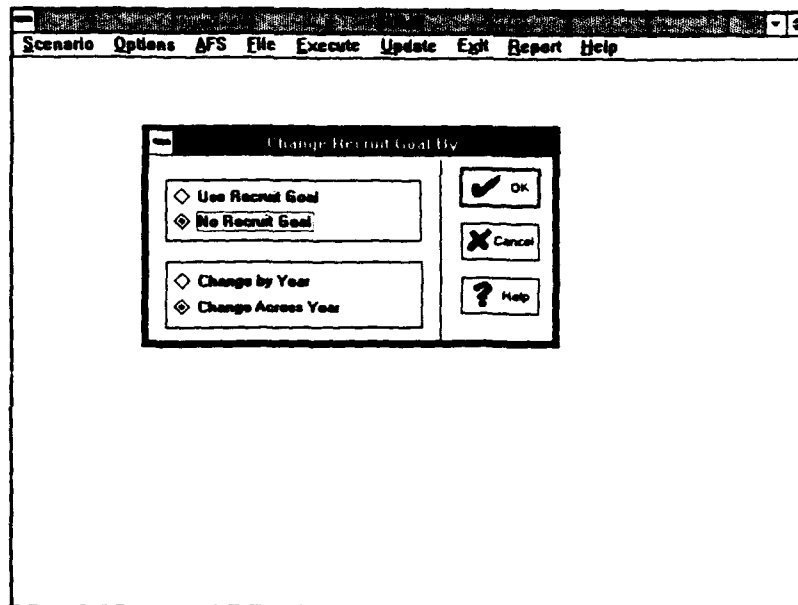 Scenario Options AFS File Execute Update Exit Report Help
Change Recruit Goal By
Use Recruit Goal
No Recruit Goal
Change by Year
Change Across Year
OK
Cancel
Help